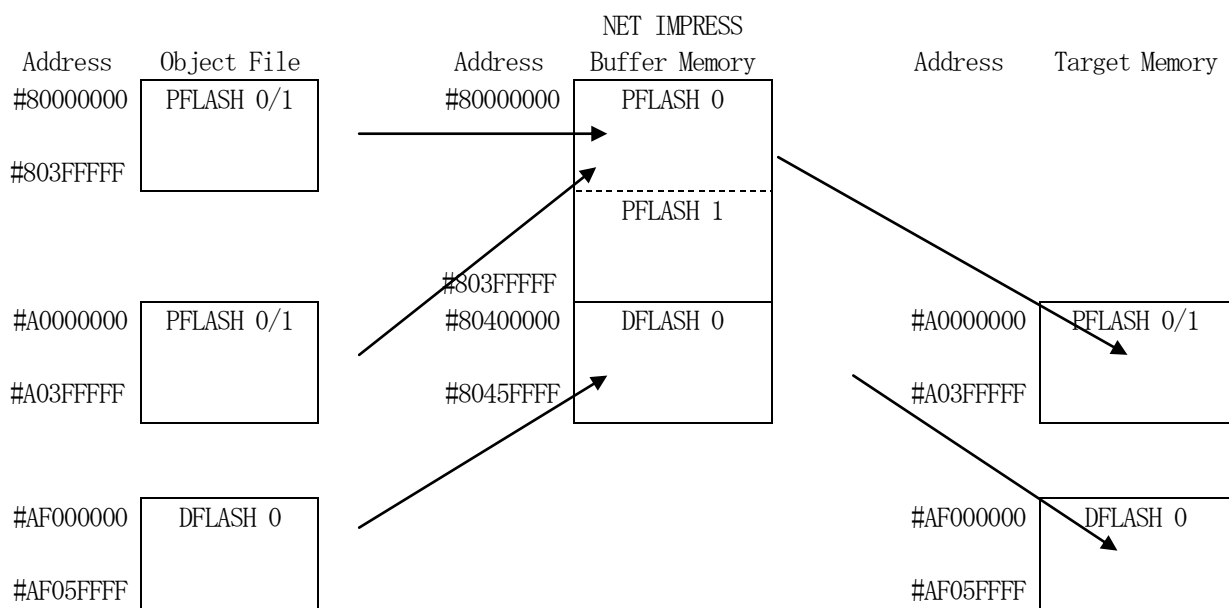 NET IMPRESS
Address Object File Address Buffer Memory Address Target Memory
#80000000 PFLASH 0/1 #80000000 PFLASH 0
#803FFFFF
PFLASH 1
#803FFFFF
#A0000000 PFLASH 0/1 #80400000 DFLASH 0 #A0000000 PFLASH 0/1
#A03FFFFF #8045FFFF #A03FFFFF
#AF000000 DFLASH 0 #AF000000 DFLASH 0
#AF05FFFF #AF05FFFF